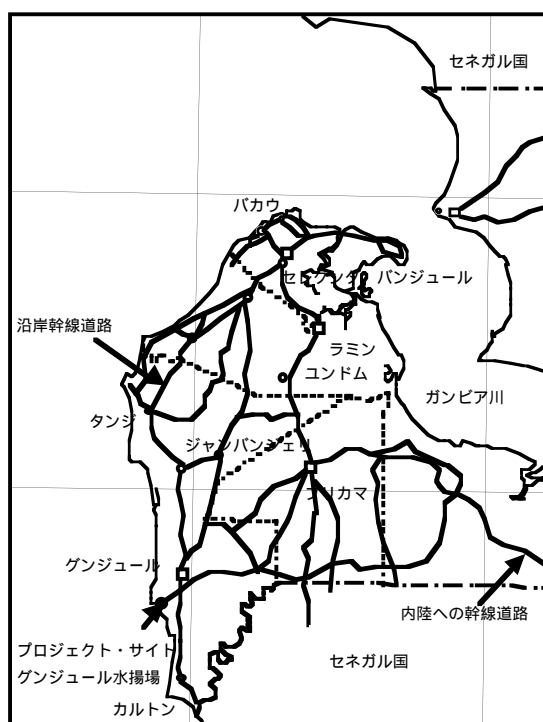 セネガル国
バカウ
セレクンダ
バンジュール
沿岸幹線道路
ラミン
ユンドム
ガンビア川
タンジ
ジャンバンジェリ
ブリカマ
グンジュール
内陸への幹線道路
プロジェクト・サイト
グンジュール水揚場
セネガル国
カルトン